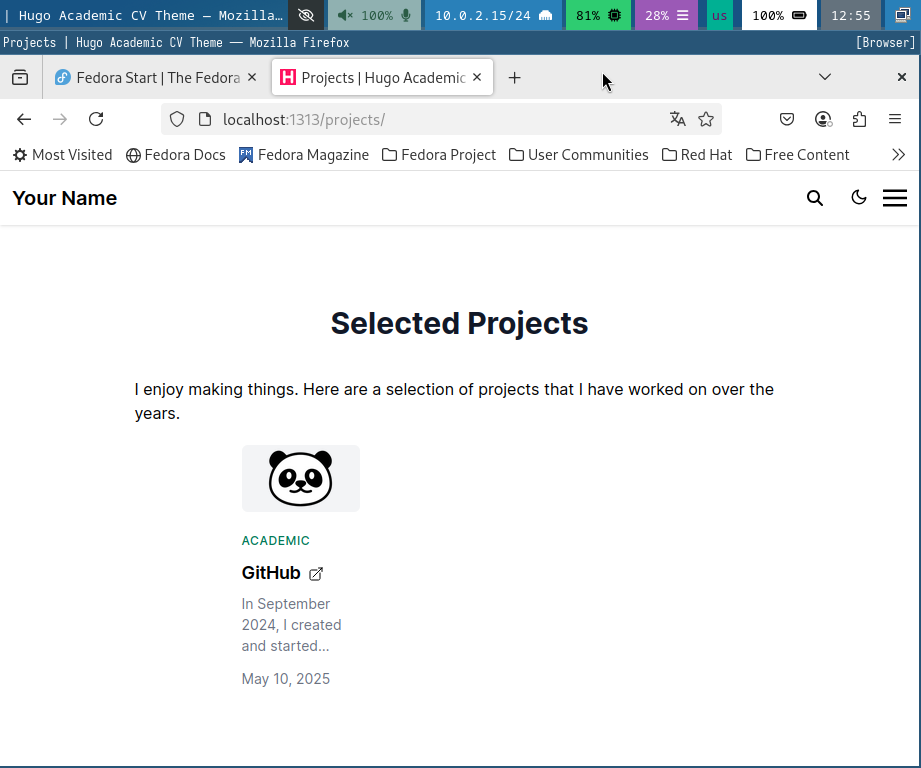 | Hugo Academic CV Theme — Mozilla… 100% 10.0.2.15/24 81% 28% us 100% 12:55
Projects | Hugo Academic CV Theme — Mozilla Firefox [Browser]
Fedora Start | The Fedora Projects | Hugo Academic
localhost:1313/projects/
Most Visited Fedora Docs Fedora Magazine Fedora Project User Communities Red Hat Free Content
Your Name
Selected Projects
I enjoy making things. Here are a selection of projects that I have worked on over the
years.
ACADEMIC
GitHub
In September
2024, I created
and started...
May 10, 2025